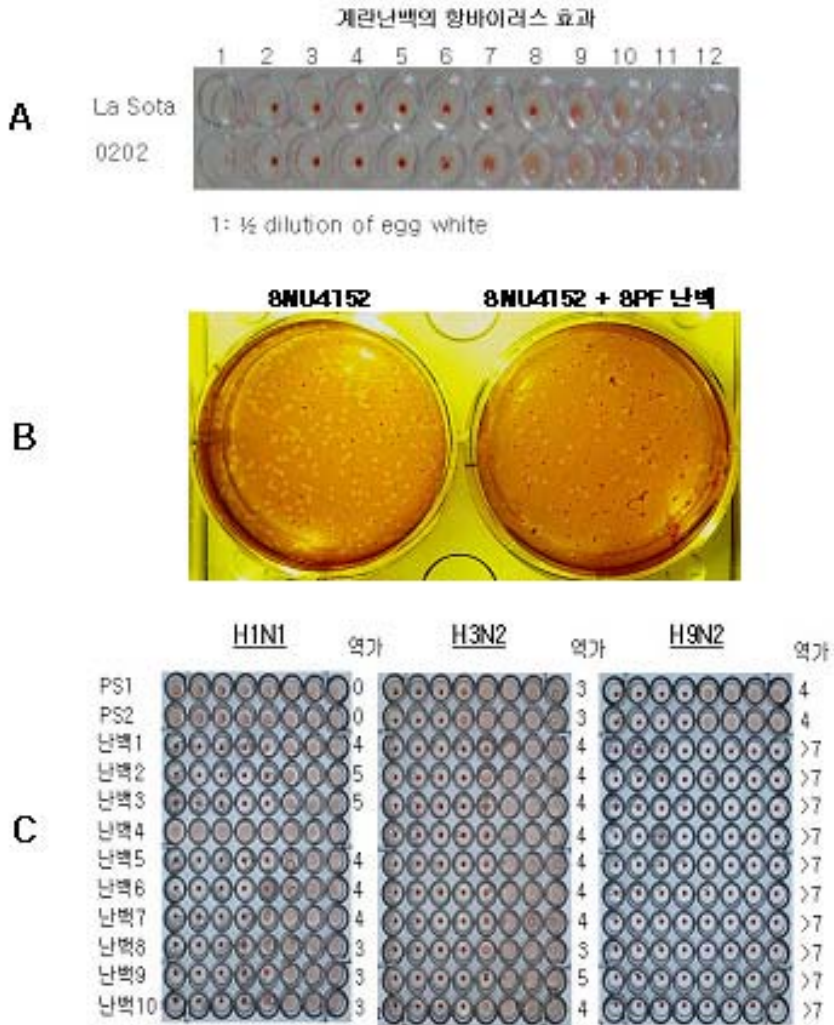 계란난백의 항바이러스 효과
1 2 3 4 5 6 7 8 9 10 11 12
A
La Sota
0202
1: ½ dilution of egg white
B
8NU4152 8NU4152 + 8PF 난백
C
H1N1 역가 H3N2 역가 H9N2 역가
PS1 0 3 4
PS2 0 3 4
난백1 4 4 >7
난백2 5 4 >7
난백3 5 4 >7
난백4 4 >7
난백5 4 4 >7
난백6 4 4 >7
난백7 4 4 >7
난백8 3 3 >7
난백9 3 5 >7
난백10 3 4 >7